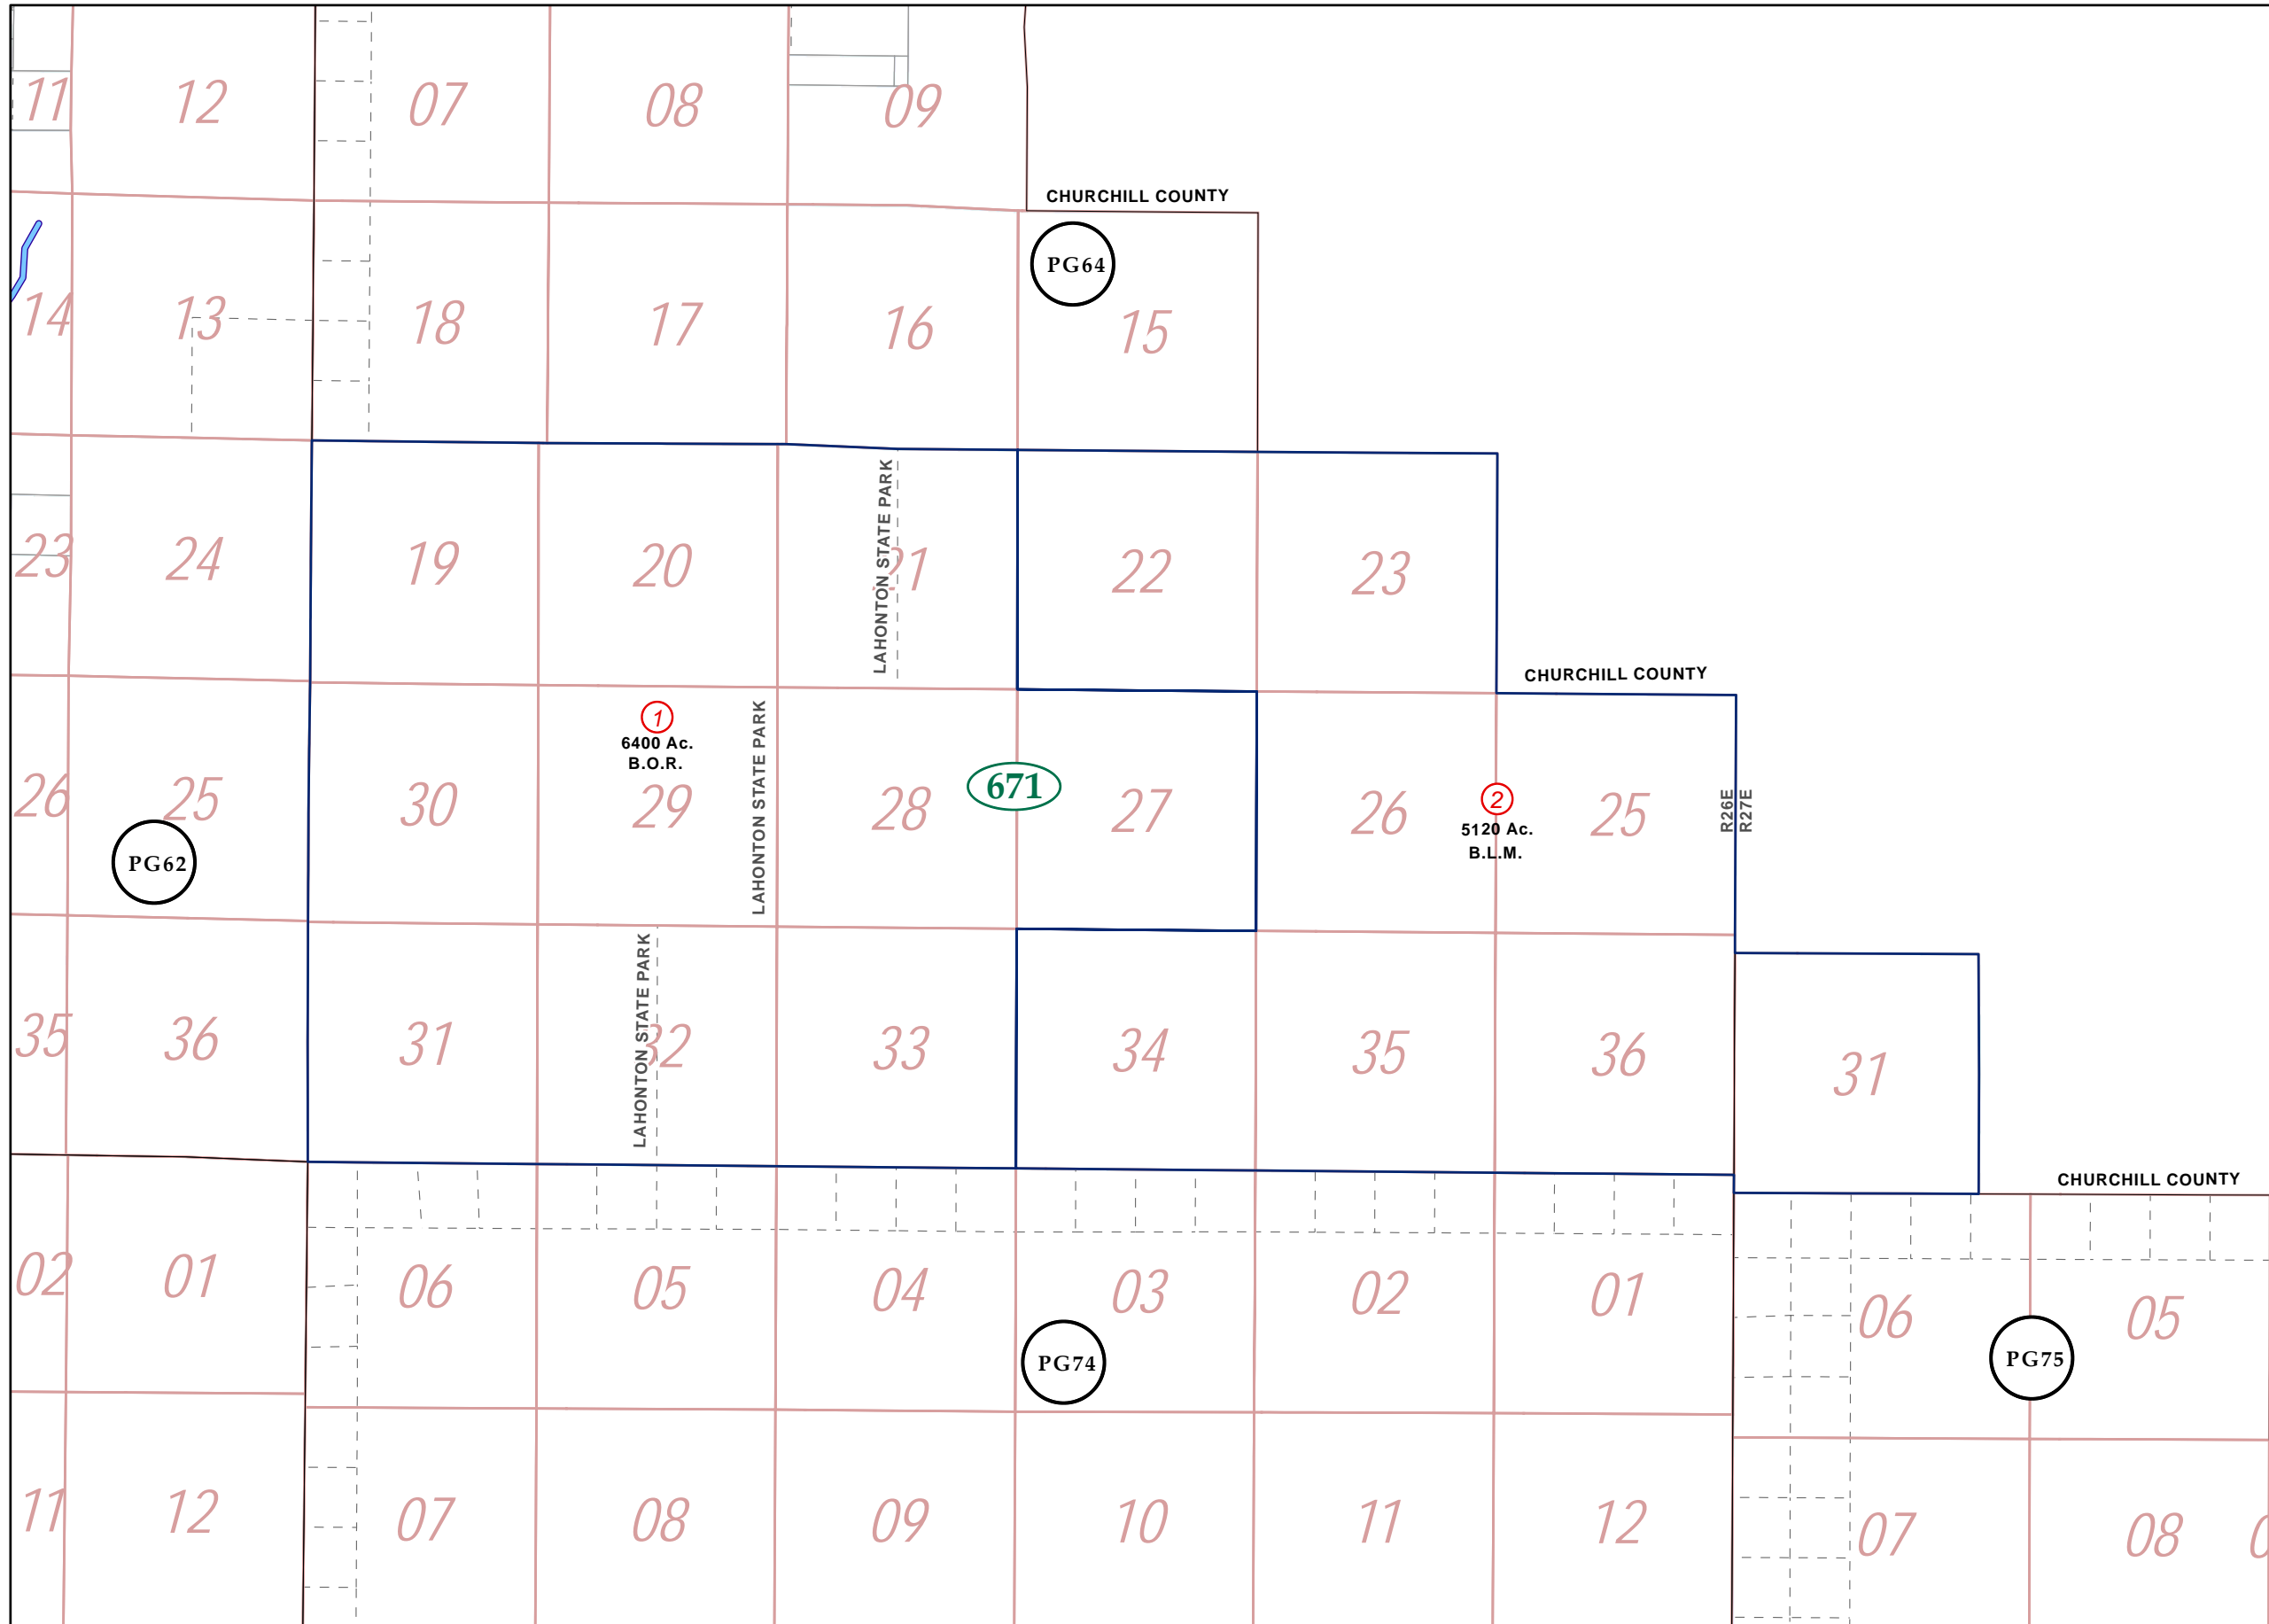 11 12 07 08 09
CHURCHILL COUNTY
PG64
14 13 18 17 16 15
LAHONTON STATE PARK
23 24 19 20 21 22 23
CHURCHILL COUNTY
1
6400 Ac.
B.O.R.
LAHONTON STATE PARK
671
2
5120 Ac.
B.L.M.
R26E
R27E
26 25 30 29 28 27 26 25
PG62
LAHONTON STATE PARK
35 36 31 32 33 34 35 36 31
CHURCHILL COUNTY
02 01 06 05 04 03 02 01 06 05
PG74
PG75
11 12 07 08 09 10 11 12 07 08